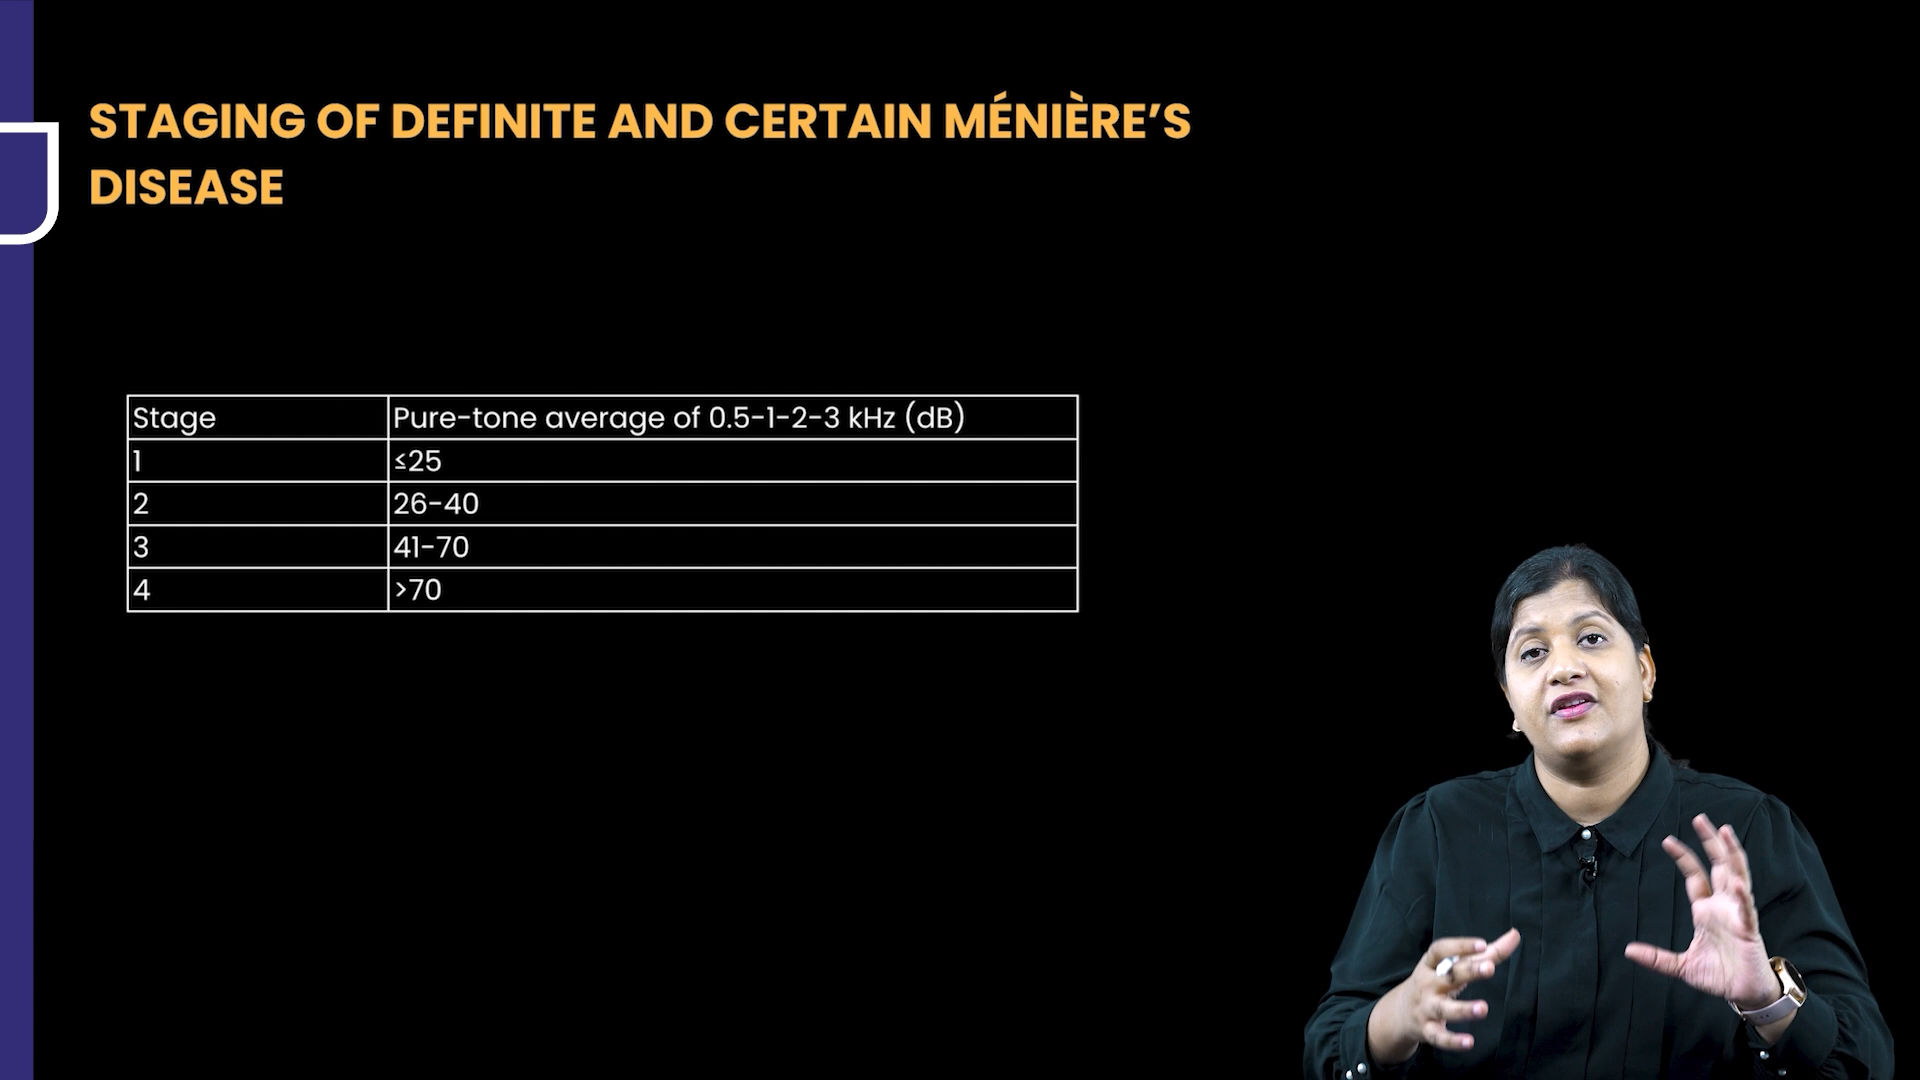 STAGING OF DEFINITE AND CERTAIN MÉNIÈRE’S
DISEASE
Stage Pure-tone average of 0.5-1-2-3 kHz (dB)
1 ≤25
2 26-40
3 41-70
4 >70